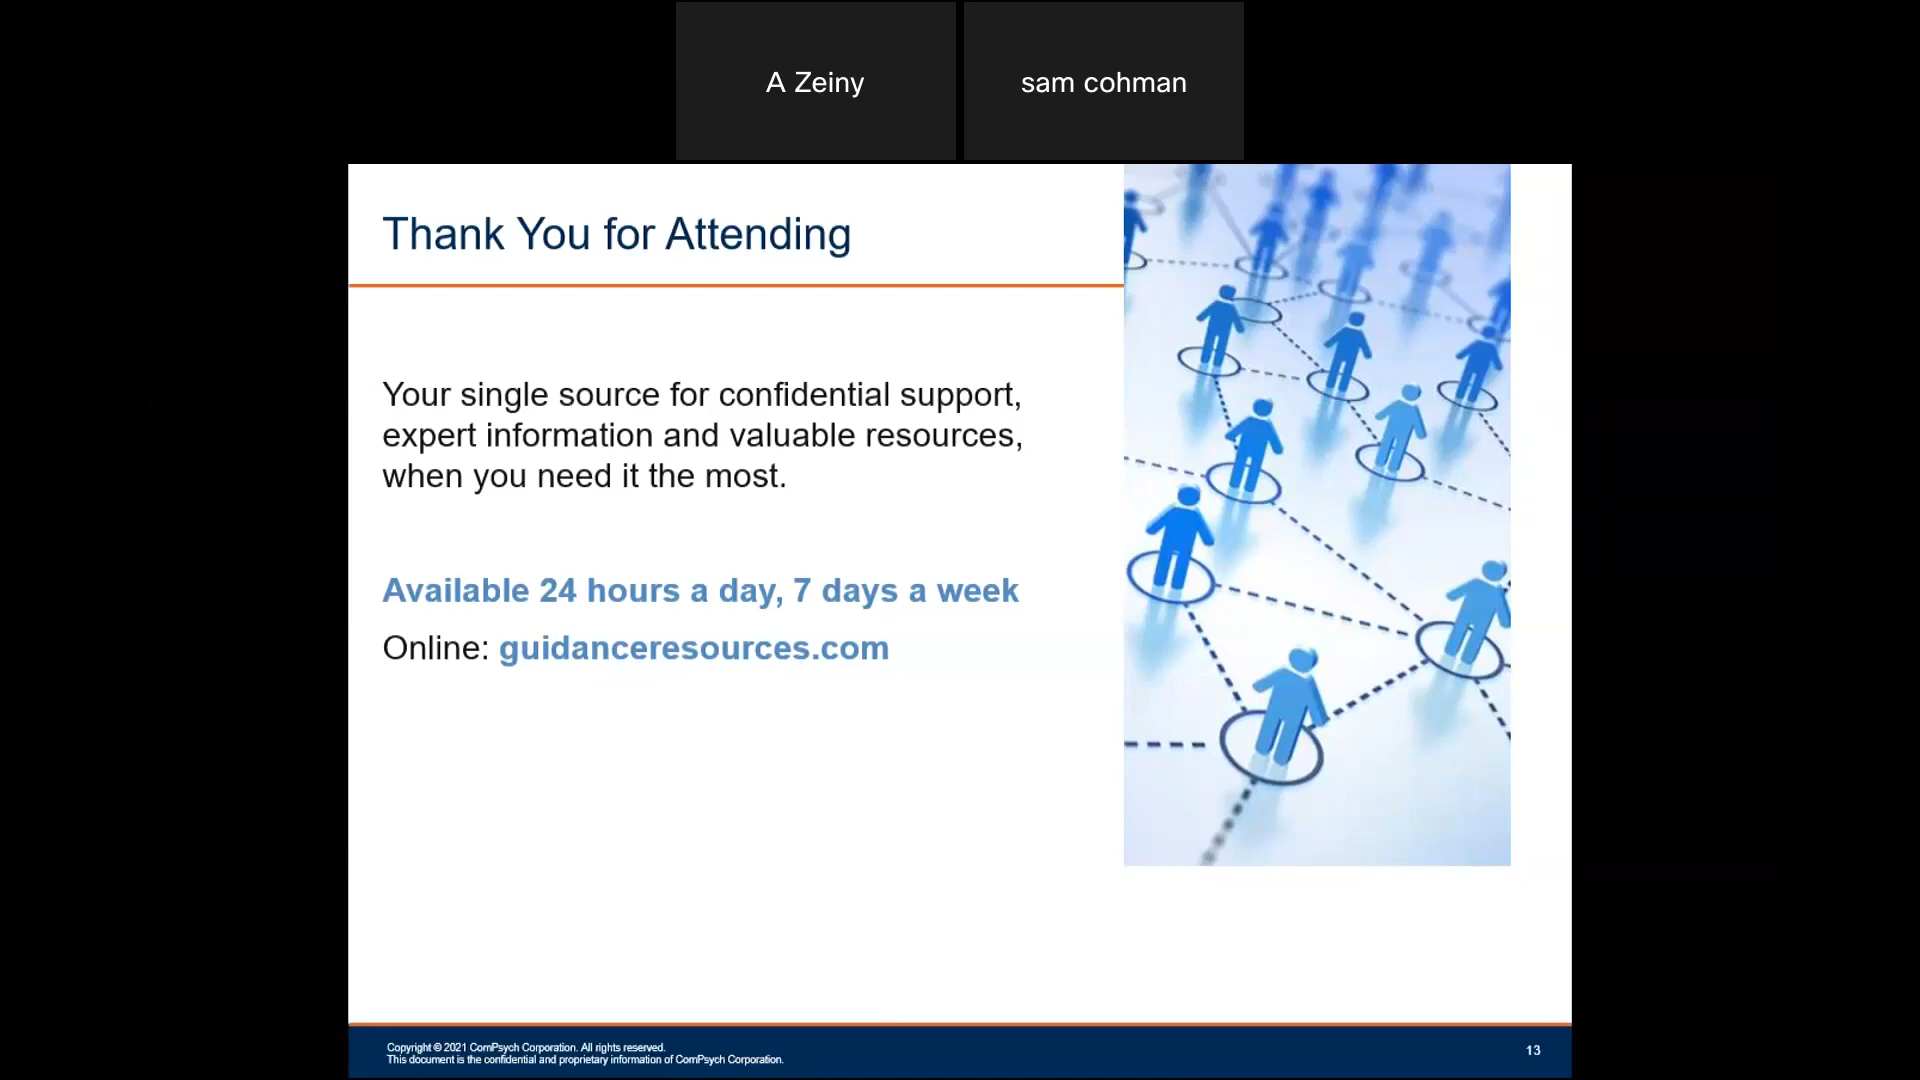 A Zeiny
sam cohman
Thank You for Attending
Your single source for confidential support,
expert information and valuable resources,
when you need it the most.
Available 24 hours a day, 7 days a week
Online: guidanceresources.com
Copyright © 2021 ComPsych Corporation. All rights reserved.
This document is the confidential and proprietary information of ComPsych Corporation.
13